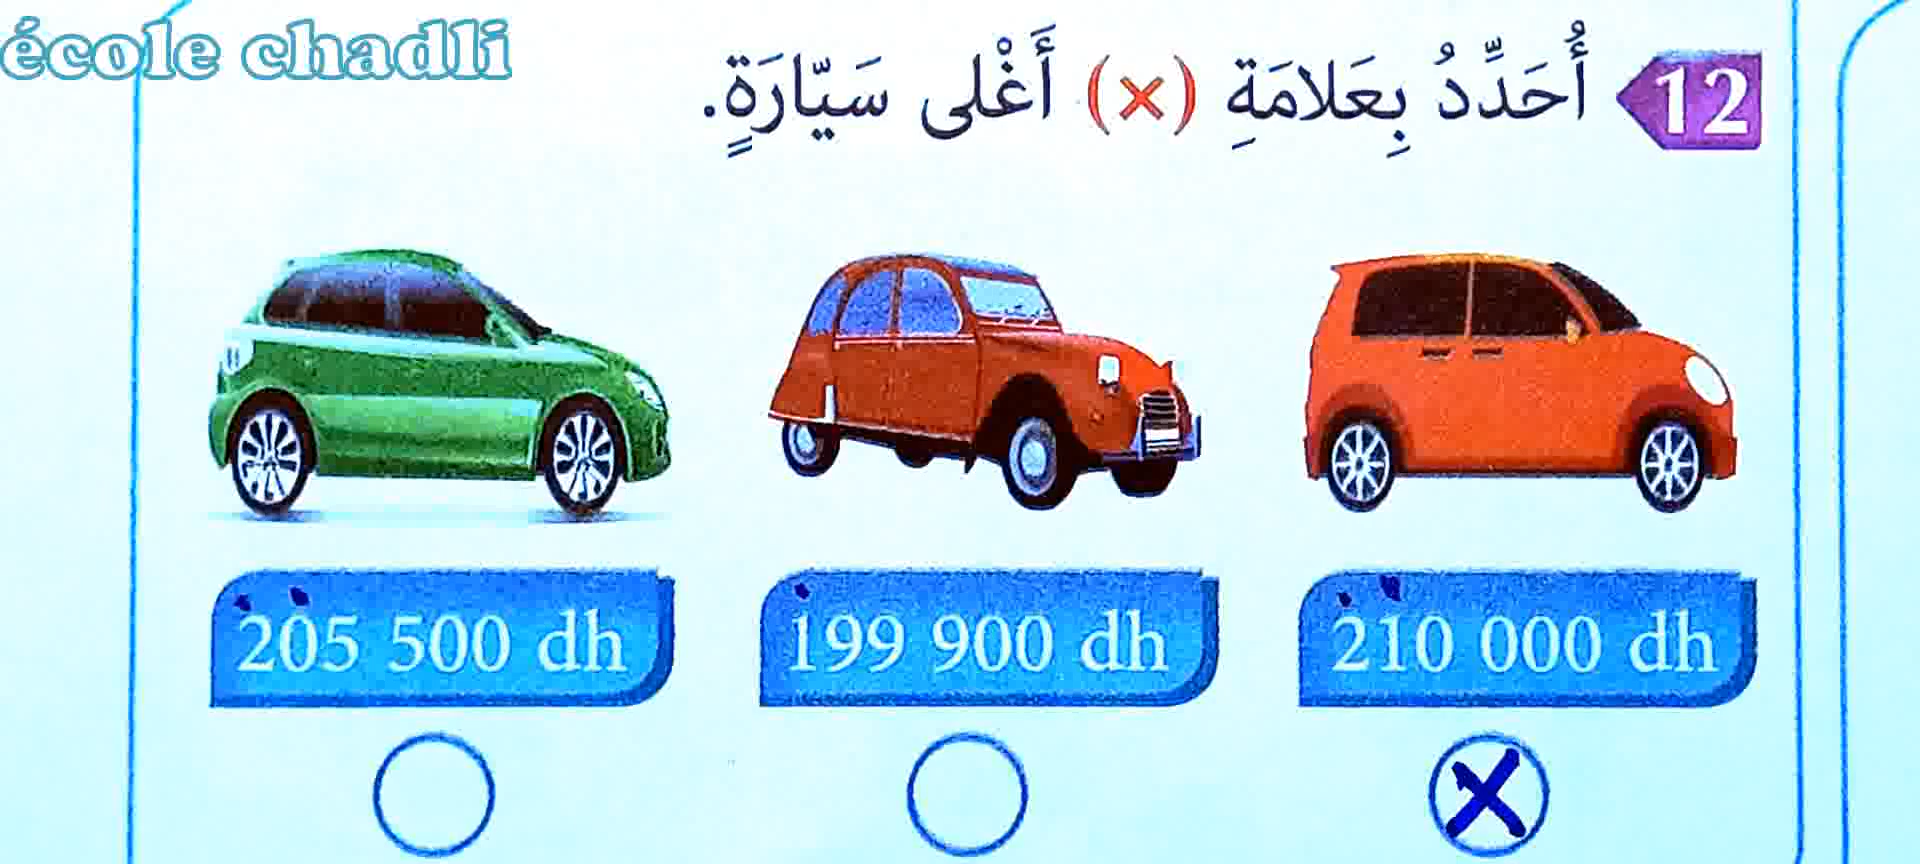 école chadli
12 أُحَدِّدُ بِعَلامَةِ (×) أَغْلى سَيّارَةٍ.
205 500 dh 199 900 dh 210 000 dh
X